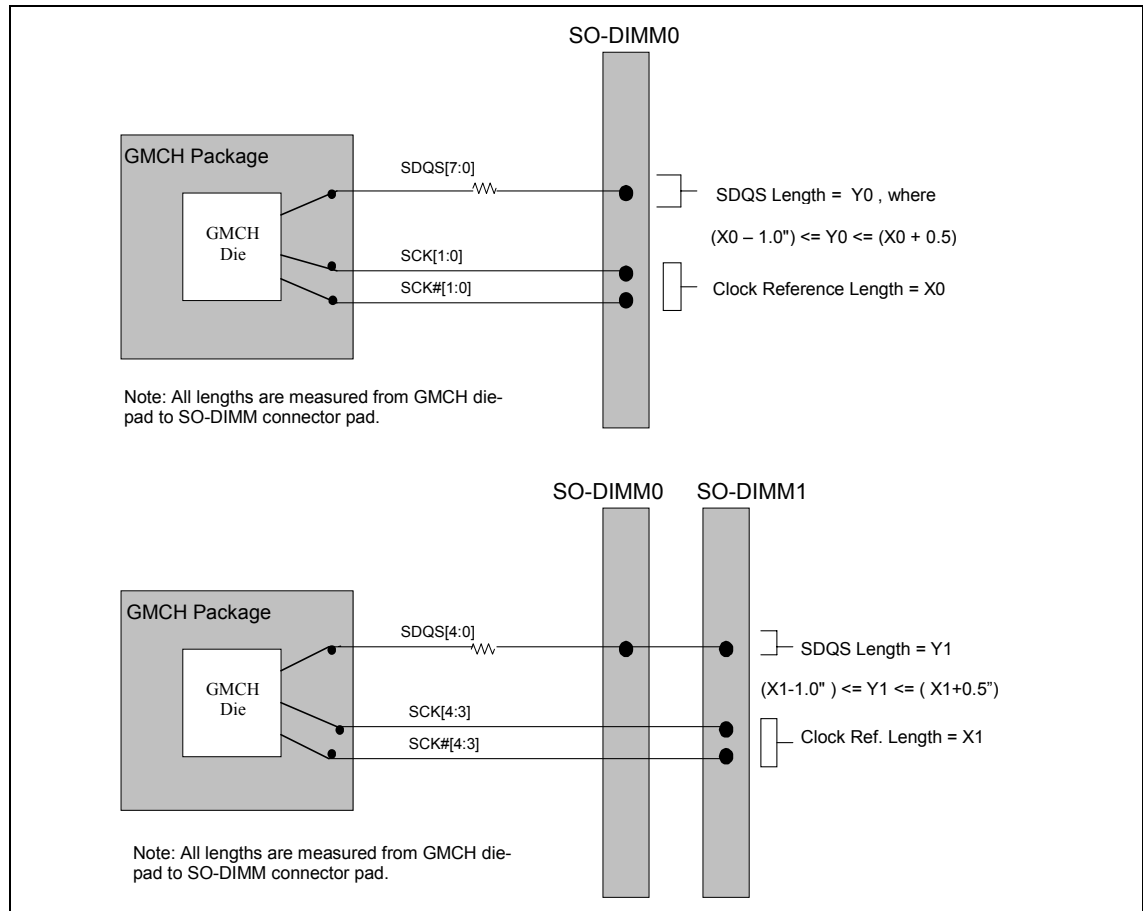 SO-DIMM0
GMCH Package
SDQS[7:0]
GMCH
Die
SCK[1:0]
SCK#[1:0]
SDQS Length = Y0 , where
(X0 – 1.0") <= Y0 <= (X0 + 0.5)
Clock Reference Length = X0
Note: All lengths are measured from GMCH die-
pad to SO-DIMM connector pad.
SO-DIMM0 SO-DIMM1
GMCH Package
SDQS[4:0]
GMCH
Die
SCK[4:3]
SCK#[4:3]
SDQS Length = Y1
(X1-1.0" ) <= Y1 <= ( X1+0.5”)
Clock Ref. Length = X1
Note: All lengths are measured from GMCH die-
pad to SO-DIMM connector pad.